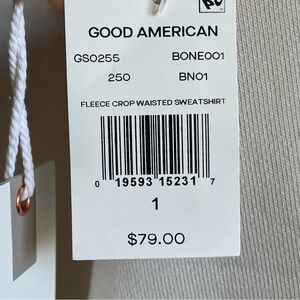 GOOD AMERICAN
GS0255 BONE001
250 BN01
FLEECE CROP WAISTED SWEATSHIRT
0 19593 15231 7
1
$79.00